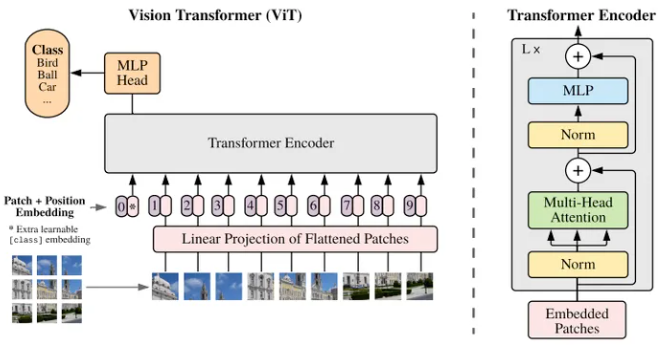 Vision Transformer (ViT)
Class
Bird
Ball
Car
...
MLP
Head
Transformer Encoder
Patch + Position
Embedding
0 * 1 2 3 4 5 6 7 8 9
* Extra learnable
[class] embedding
Linear Projection of Flattened Patches
Transformer Encoder
L x
+
MLP
Norm
+
Multi-Head
Attention
Norm
Embedded
Patches